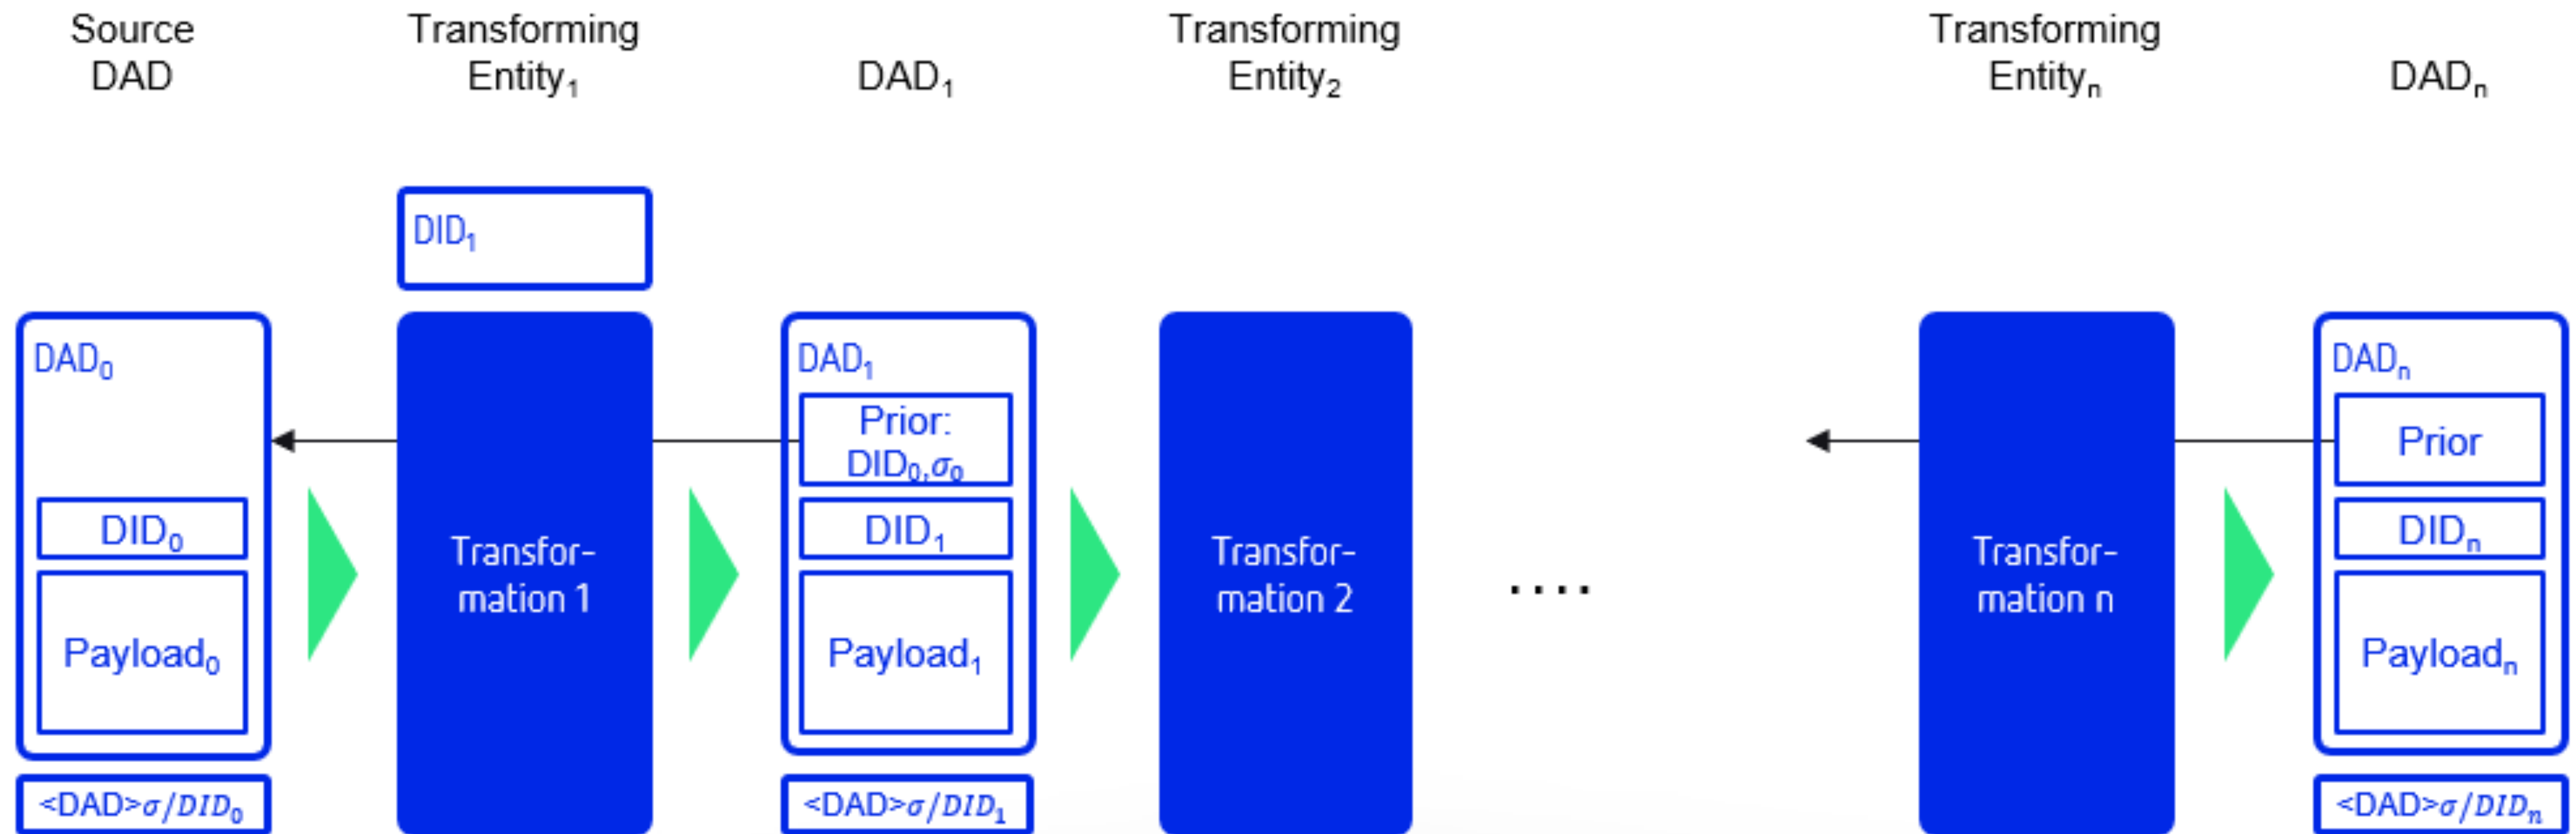 Source
DAD
Transforming
Entity₁
DAD₁
Transforming
Entity₂
Transforming
Entityₙ
DADₙ
DID₁
DAD₀
DID₀
Payload₀
<DAD>σ/DID₀
Transfor-
mation 1
DAD₁
Prior:
DID₀,σ₀
DID₁
Payload₁
<DAD>σ/DID₁
Transfor-
mation 2
....
Transfor-
mation n
DADₙ
Prior
DIDₙ
Payloadₙ
<DAD>σ/DIDₙ